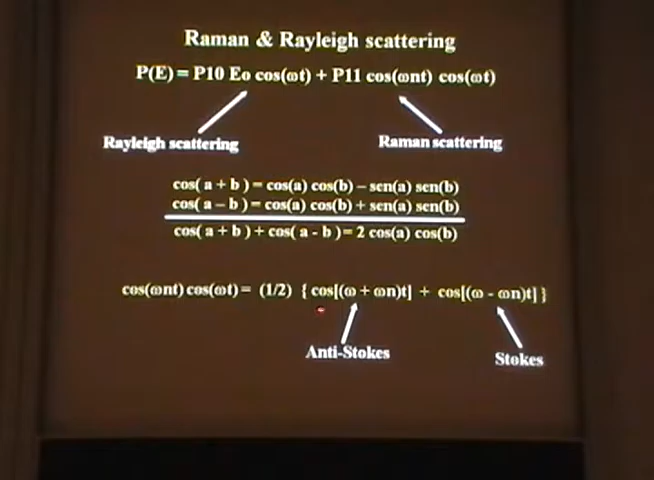 Raman & Rayleigh scattering
P(E) = P10 Eo cos(ωt) + P11 cos(ωnt) cos(ωt)
Rayleigh scattering
Raman scattering
cos( a + b ) = cos(a) cos(b) – sen(a) sen(b)
cos( a – b ) = cos(a) cos(b) + sen(a) sen(b)
cos( a + b ) + cos( a - b ) = 2 cos(a) cos(b)
cos(ωnt) cos(ωt) = (1/2) { cos[(ω + ωn)t] + cos[(ω - ωn)t] }
Anti-Stokes
Stokes